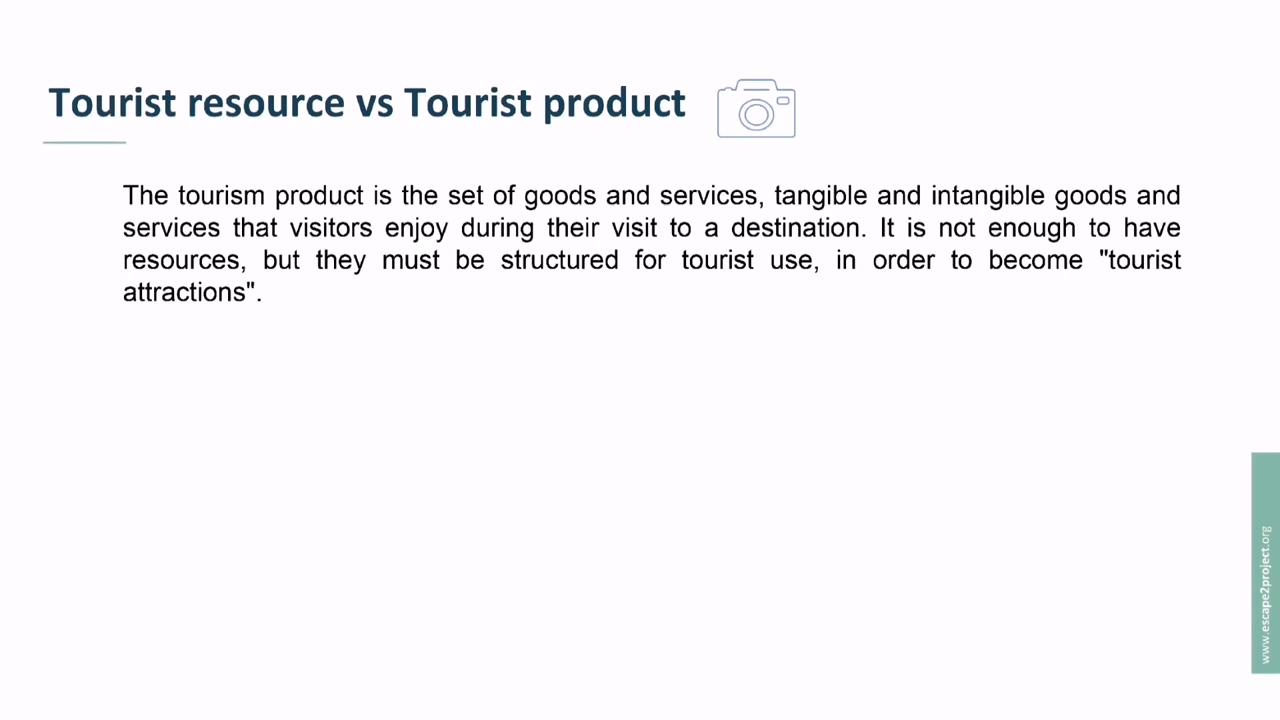 Tourist resource vs Tourist product
The tourism product is the set of goods and services, tangible and intangible goods and
services that visitors enjoy during their visit to a destination. It is not enough to have
resources, but they must be structured for tourist use, in order to become "tourist
attractions".
www.escape2project.org